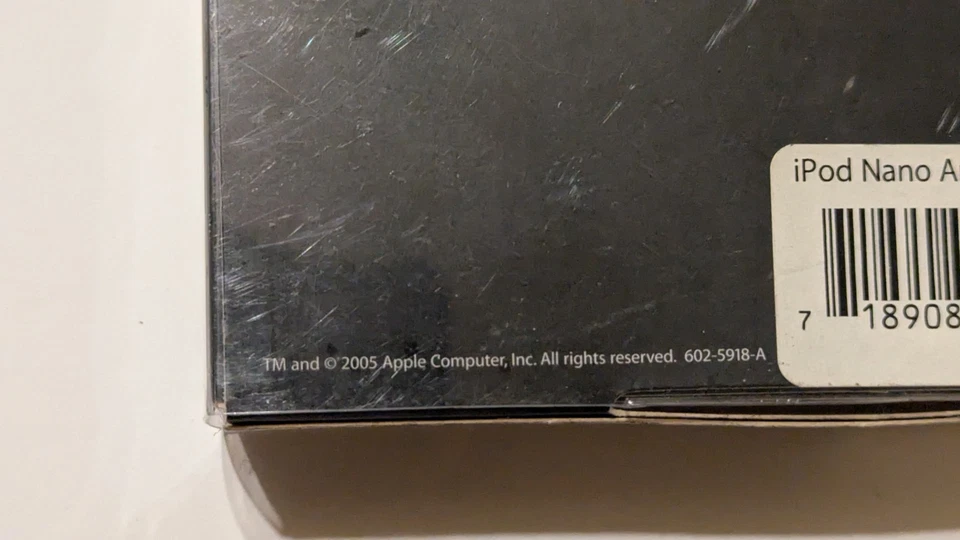 iPod Nano
7 18908
TM and © 2005 Apple Computer, Inc. All rights reserved. 602-5918-A